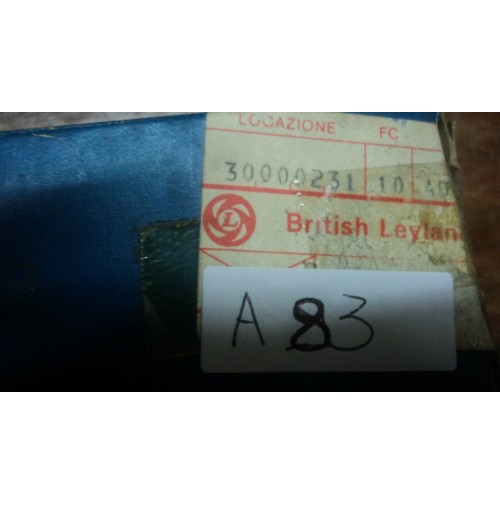 LOCAZIONE FC
30000231 10
L
British Leylan
A 83